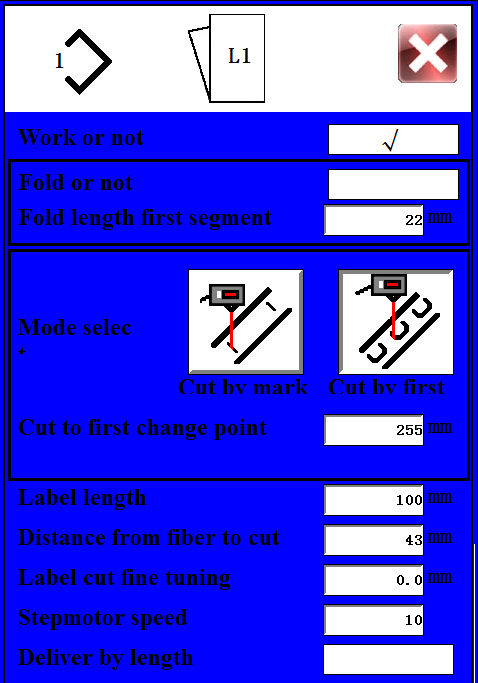 1
L1
Work or not √
Fold or not
Fold length first segment 22 mm
Mode selec
Cut by mark Cut by first
Cut to first change point 255 mm
Label length 100 mm
Distance from fiber to cut 43 mm
Label cut fine tuning 0.0 mm
Stepmotor speed 10
Deliver by length